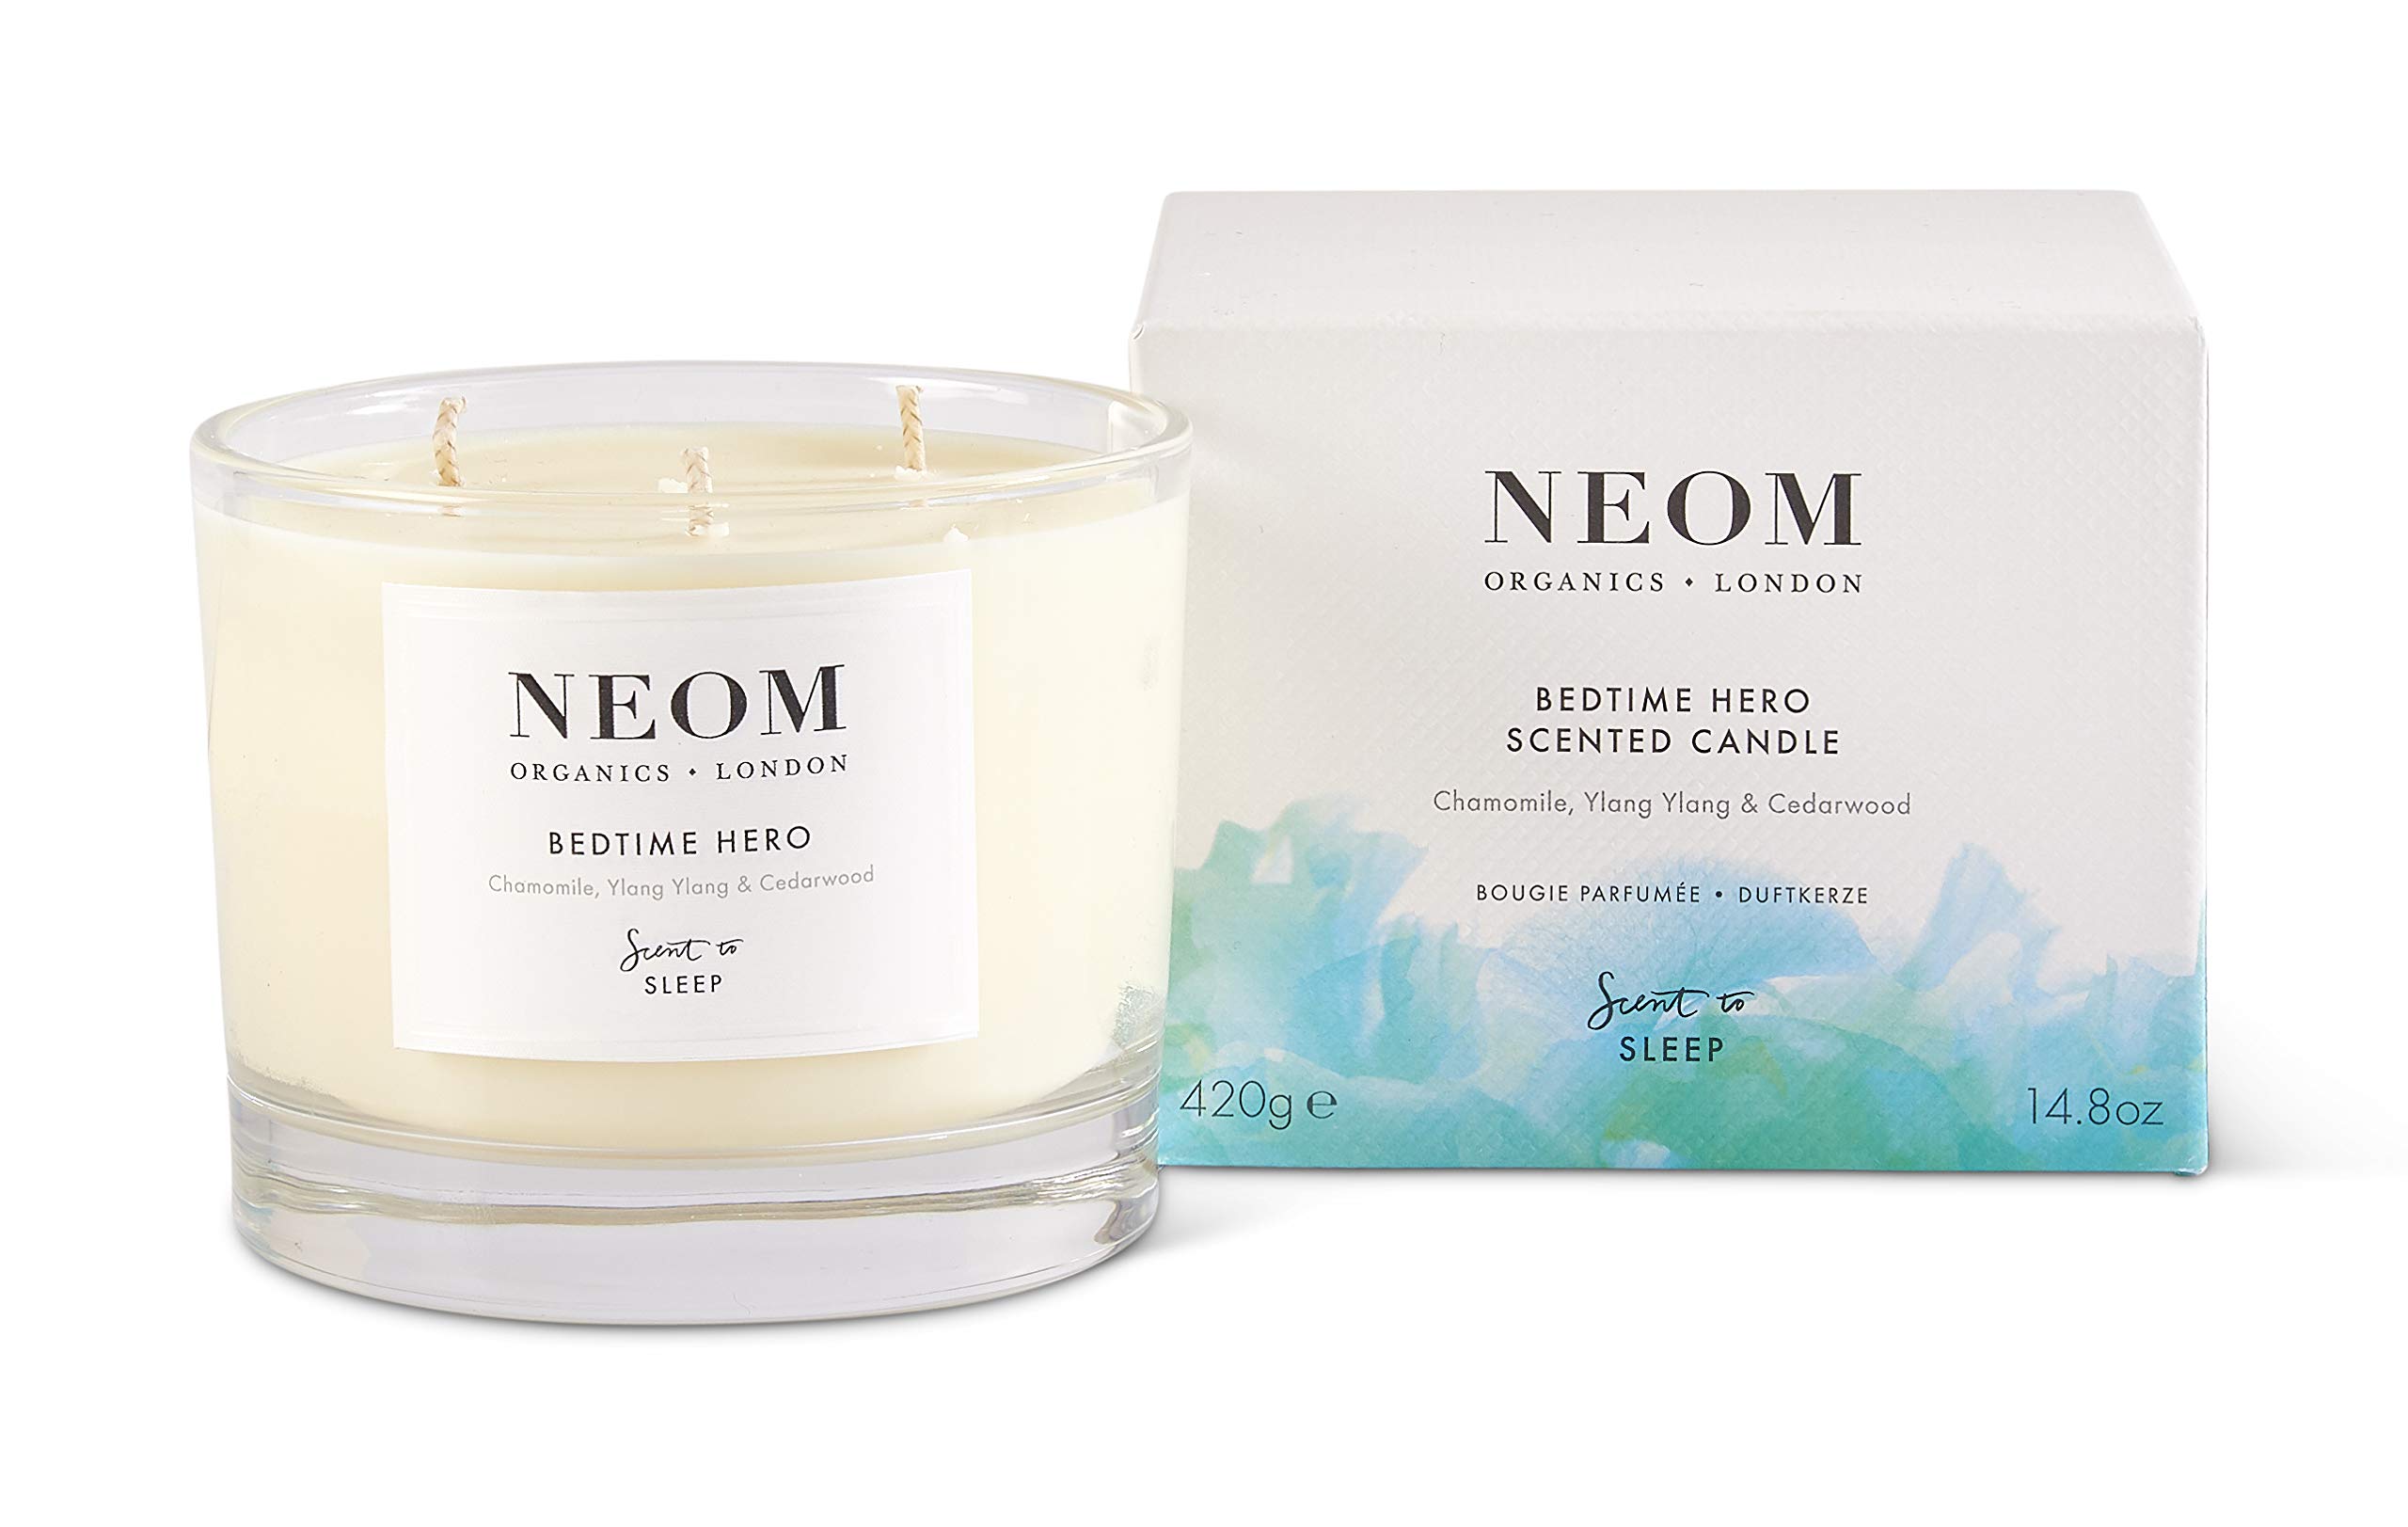 NEOM
ORGANICS • LONDON
BEDTIME HERO
Chamomile, Ylang Ylang & Cedarwood
Scent to
SLEEP
NEOM
ORGANICS • LONDON
BEDTIME HERO
SCENTED CANDLE
Chamomile, Ylang Ylang & Cedarwood
BOUGIE PARFUMÉE • DUFTKERZE
Scent to
SLEEP
420g ℮
14.8oz